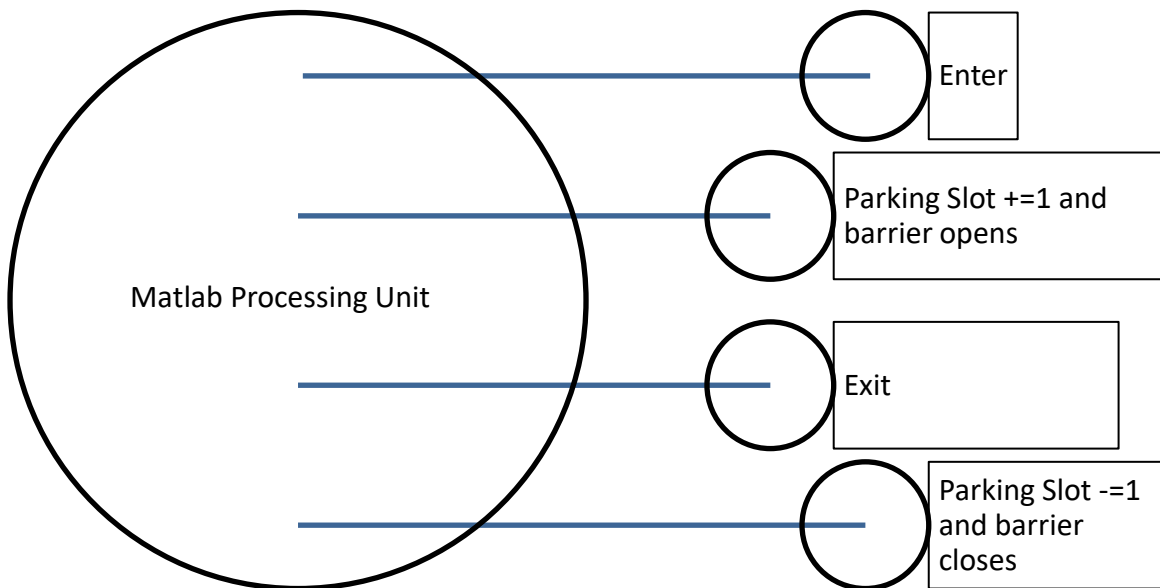 Enter
Parking Slot +=1 and
barrier opens
Matlab Processing Unit
Exit
Parking Slot -=1
and barrier
closes